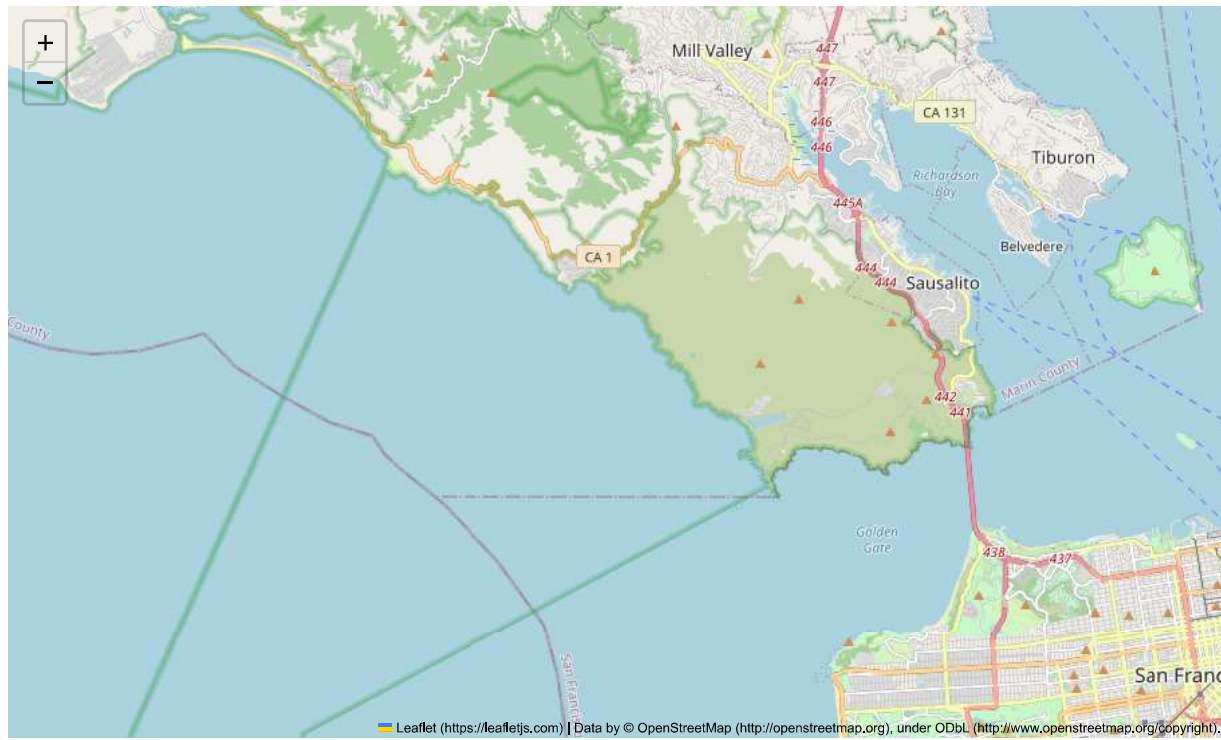 +
−
Mill Valley
447
447
CA 131
446
446
Tiburon
Richardson
Bay
445A
Belvedere
CA 1
444
444
Sausalito
County
Marin County
442
441
Golden
Gate
438
437
San Franc
San Francis
Leaflet (https://leafletjs.com) | Data by © OpenStreetMap (http://openstreetmap.org), under ODbL (http://www.openstreetmap.org/copyright).